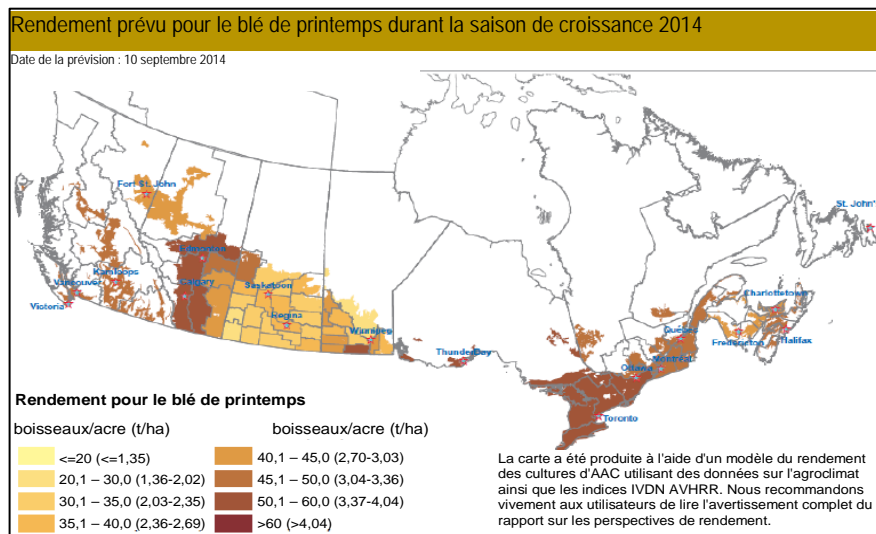 Rendement prévu pour le blé de printemps durant la saison de croissance 2014
Date de la prévision : 10 septembre 2014
Fort St. John
Edmonton
Kamloops
Vancouver
Victoria
Calgary
Saskatoon
Regina
Winnipeg
Thunder Bay
Ottawa
Montréal
Québec
Toronto
Fredericton
Charlottetown
Halifax
St. John'
Rendement pour le blé de printemps
boisseaux/acre (t/ha)
<=20 (<=1,35)
20,1 – 30,0 (1,36-2,02)
30,1 – 35,0 (2,03-2,35)
35,1 – 40,0 (2,36-2,69)
boisseaux/acre (t/ha)
40,1 – 45,0 (2,70-3,03)
45,1 – 50,0 (3,04-3,36)
50,1 – 60,0 (3,37-4,04)
>60 (>4,04)
La carte a été produite à l'aide d'un modèle du rendement
des cultures d'AAC utilisant des données sur l'agroclimat
ainsi que les indices IVDN AVHRR. Nous recommandons
vivement aux utilisateurs de lire l'avertissement complet du
rapport sur les perspectives de rendement.